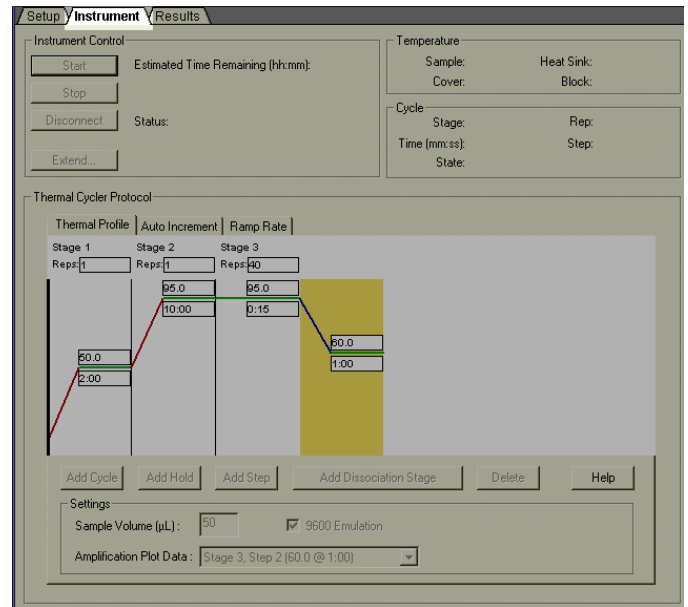 Setup Instrument Results
Instrument Control
Start Estimated Time Remaining (hh:mm):
Stop
Disconnect Status:
Extend...
Temperature
Sample: Heat Sink:
Cover: Block:
Cycle
Stage: Rep:
Time (mm:ss): Step:
State:
Thermal Cycler Protocol
Thermal Profile Auto Increment Ramp Rate
Stage 1 Stage 2 Stage 3
Reps: 1 Reps: 1 Reps: 40
95.0 95.0
10:00 0:15
60.0
1:00
50.0
2:00
Add Cycle Add Hold Add Step Add Dissociation Stage Delete Help
Settings
Sample Volume (µL) : 50 9600 Emulation
Amplification Plot Data : Stage 3, Step 2 (60.0 @ 1:00)